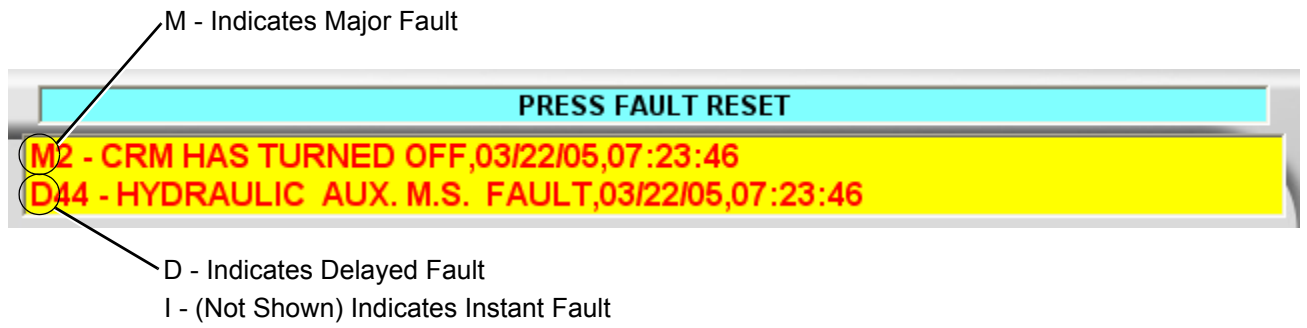 M - Indicates Major Fault
PRESS FAULT RESET
M2 - CRM HAS TURNED OFF,03/22/05,07:23:46
D44 - HYDRAULIC  AUX. M.S.  FAULT,03/22/05,07:23:46
D - Indicates Delayed Fault
I - (Not Shown) Indicates Instant Fault